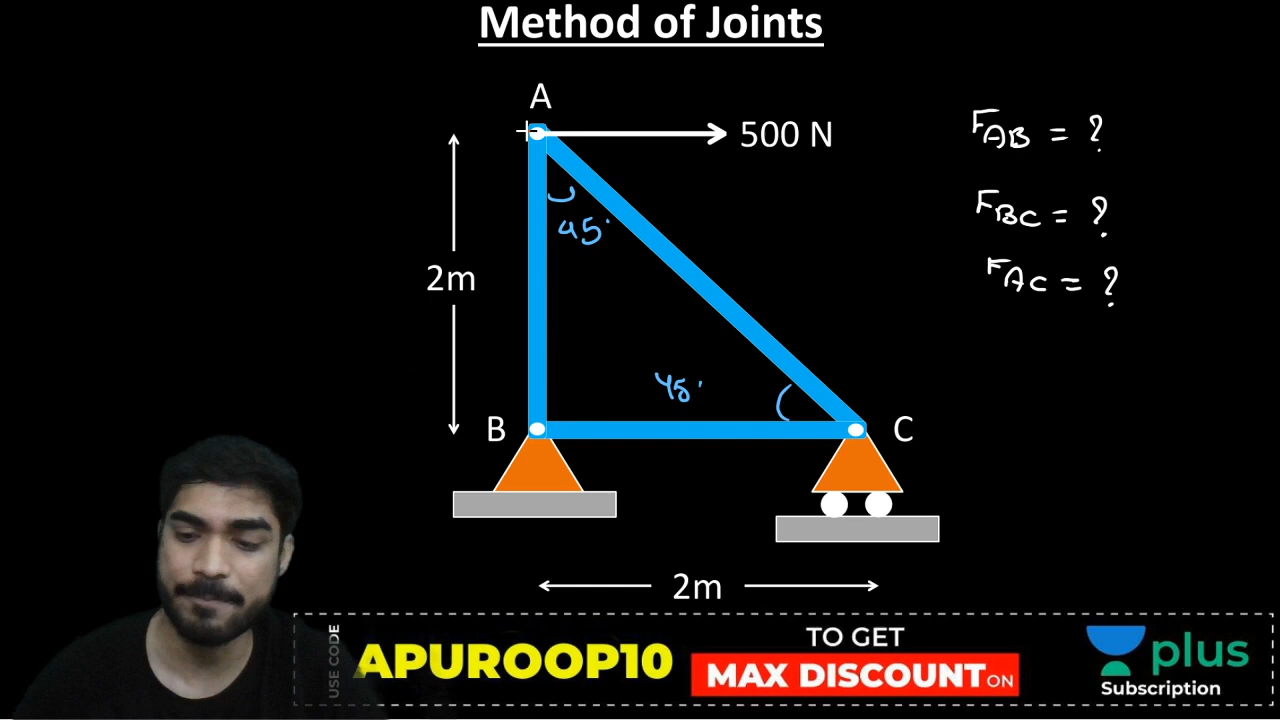 Method of Joints
A
500 N
F_AB = ?
F_BC = ?
F_AC = ?
45°
2m
45°
B
C
2m
USE CODE
APUROOP10
TO GET
MAX DISCOUNT ON
plus
Subscription